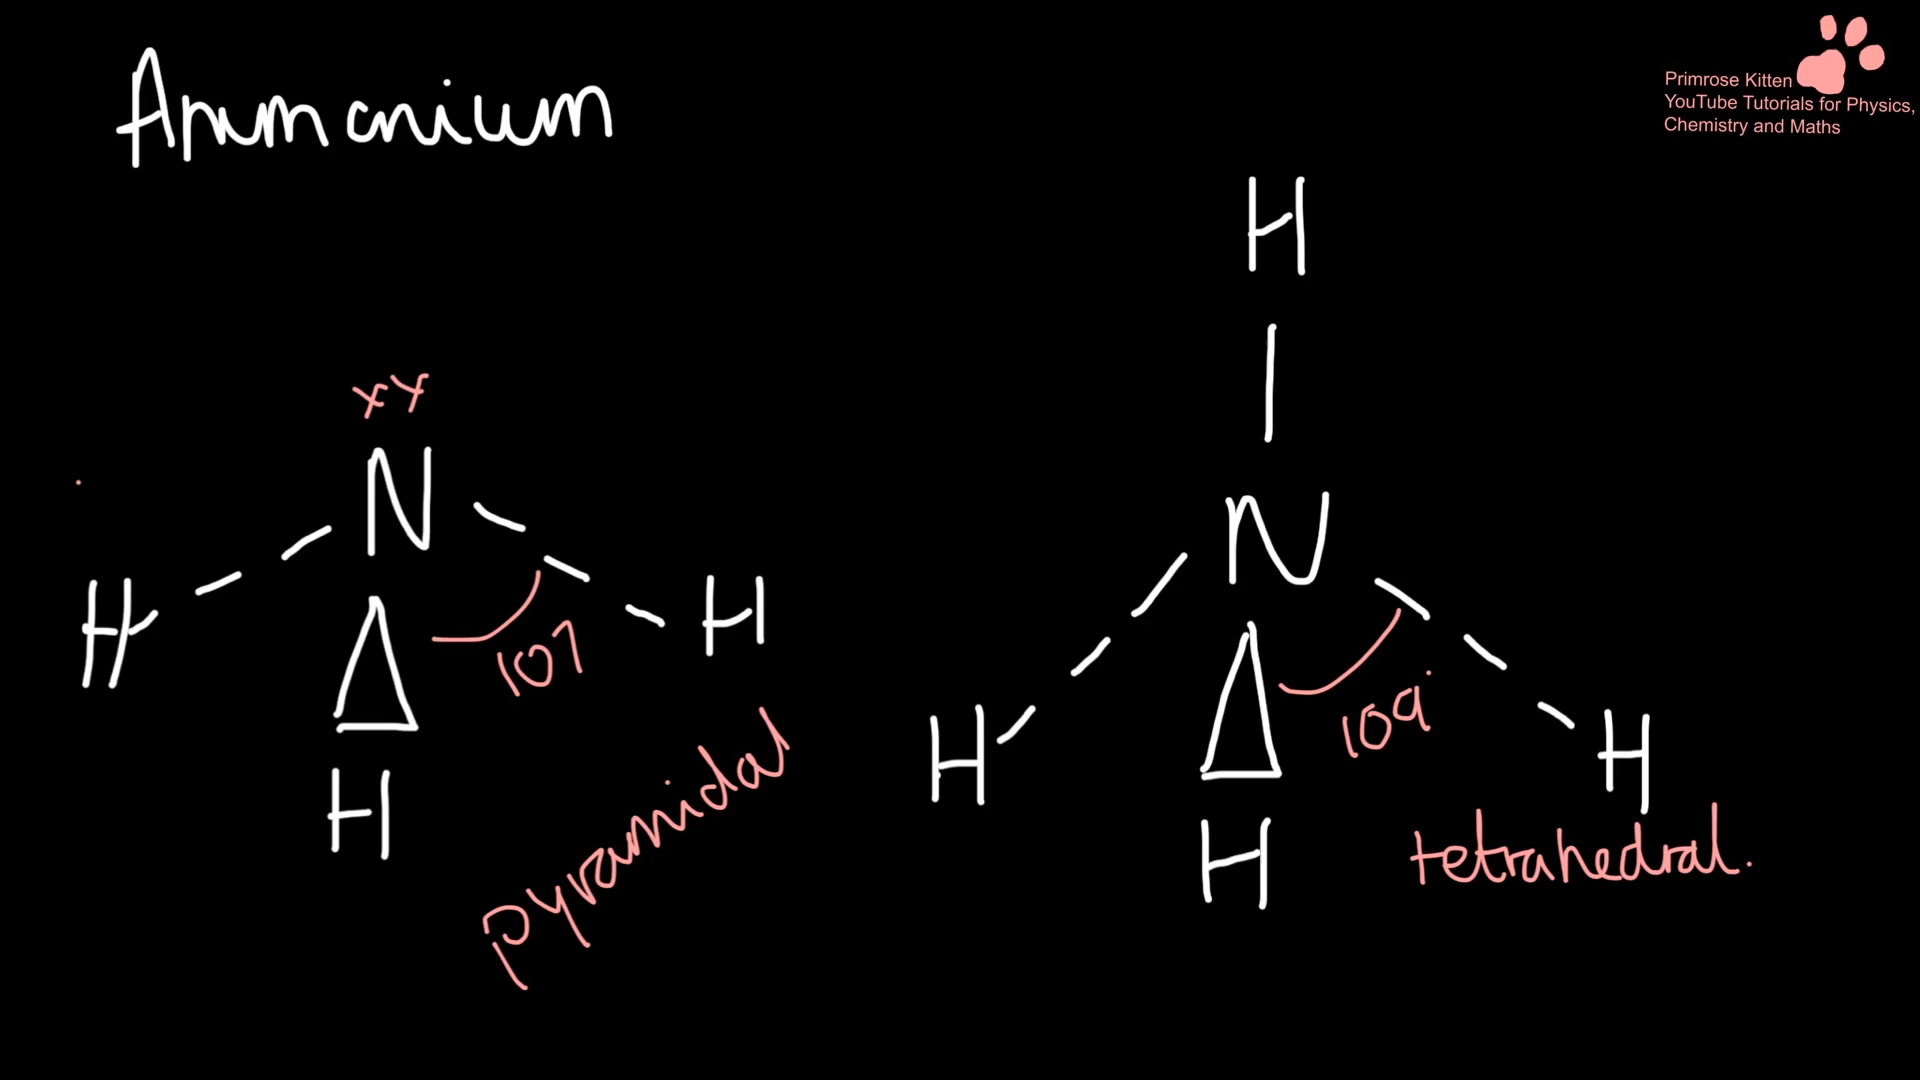 Ammonium
Primrose Kitten
YouTube Tutorials for Physics,
Chemistry and Maths
H
xx
N
H
H
107
H
pyramidal
N
H
H
109
H
tetrahedral.